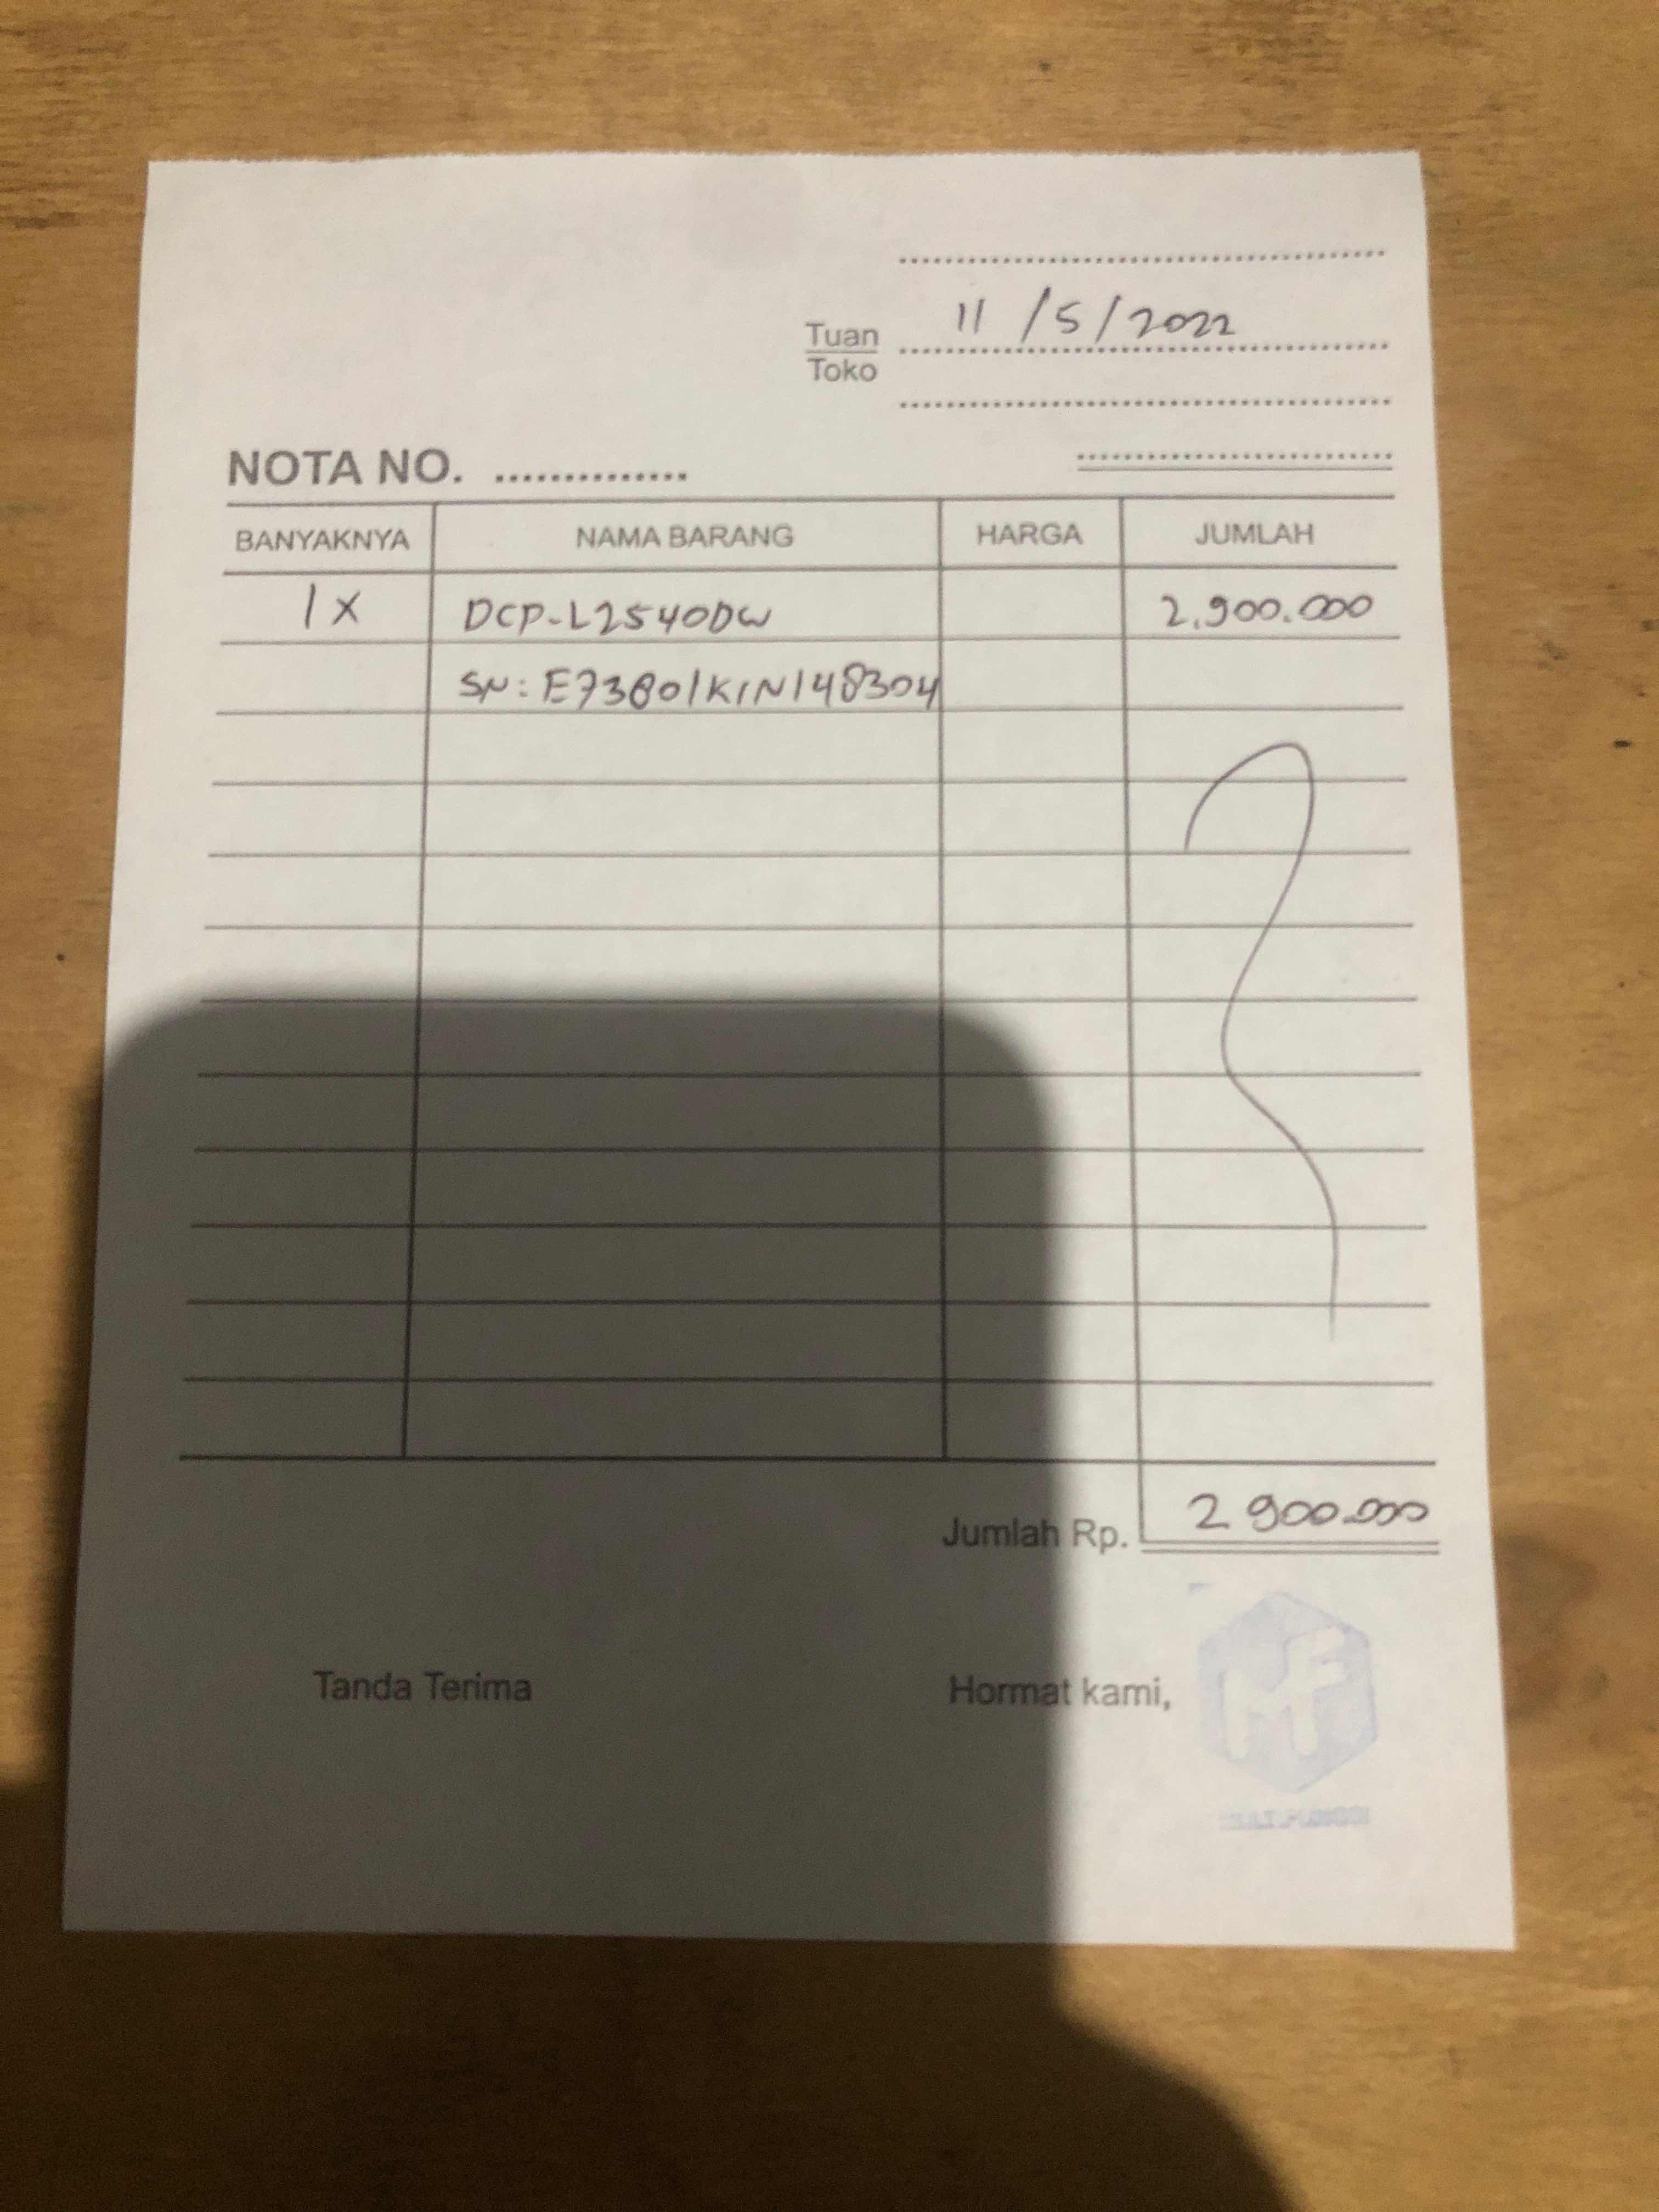 11/5/2022
Tuan
Toko
NOTA NO. ..............
BANYAKNYA NAMA BARANG HARGA JUMLAH
1 X DCP-L2540DW 2.900.000
SN: E73801K1N148304
Jumlah Rp. 2 900.000
Tanda Terima Hormat kami,
MF